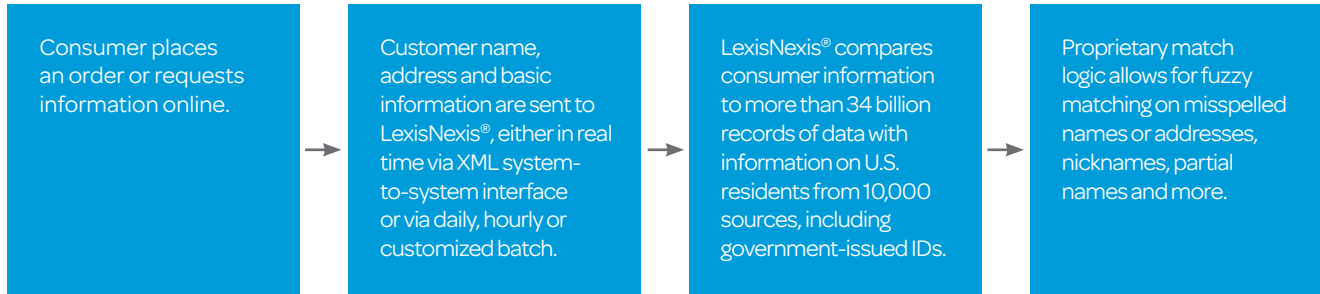 Consumer places
an order or requests
information online.
Customer name,
address and basic
information are sent to
LexisNexis®, either in real
time via XML system-
to-system interface
or via daily, hourly or
customized batch.
LexisNexis® compares
consumer information
to more than 34 billion
records of data with
information on U.S.
residents from 10,000
sources, including
government-issued IDs.
Proprietary match
logic allows for fuzzy
matching on misspelled
names or addresses,
nicknames, partial
names and more.